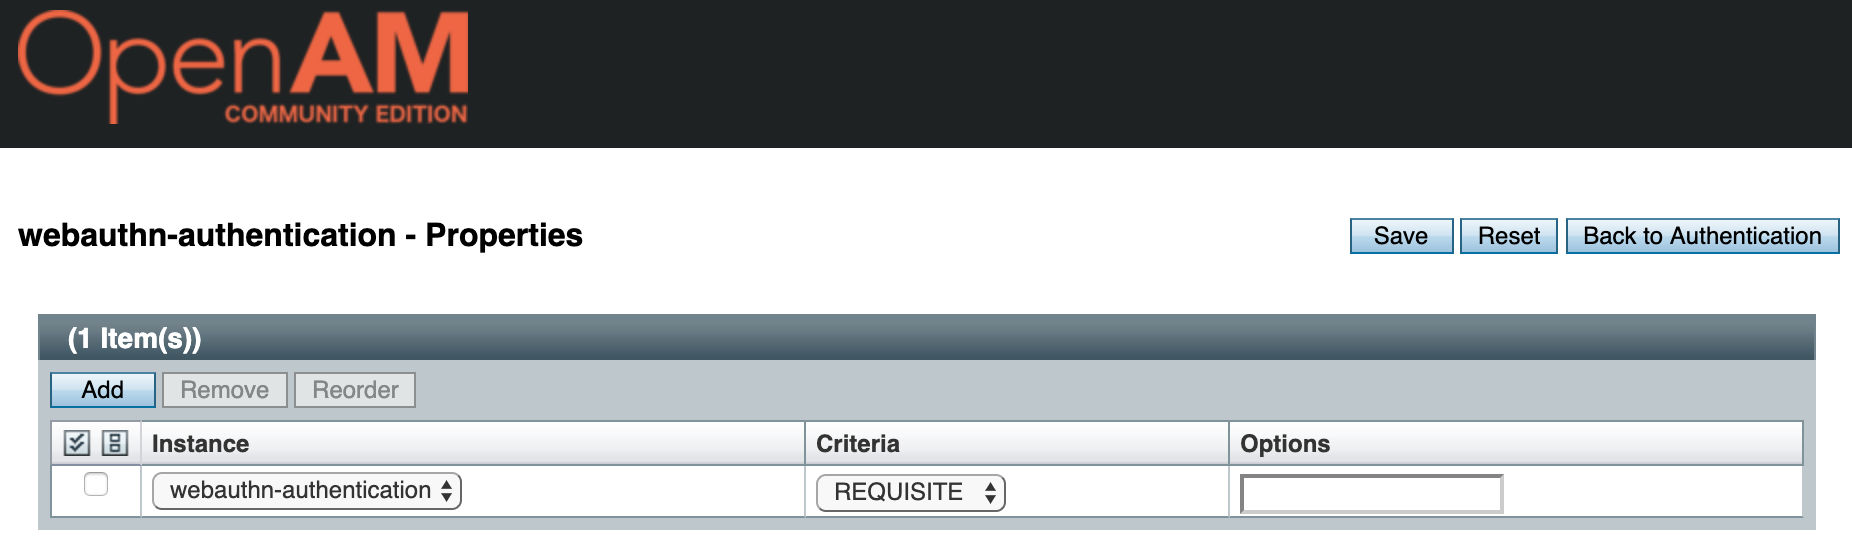 OpenAM
COMMUNITY EDITION
webauthn-authentication - Properties
Save Reset Back to Authentication
(1 Item(s))
Add Remove Reorder
Instance Criteria Options
webauthn-authentication REQUISITE